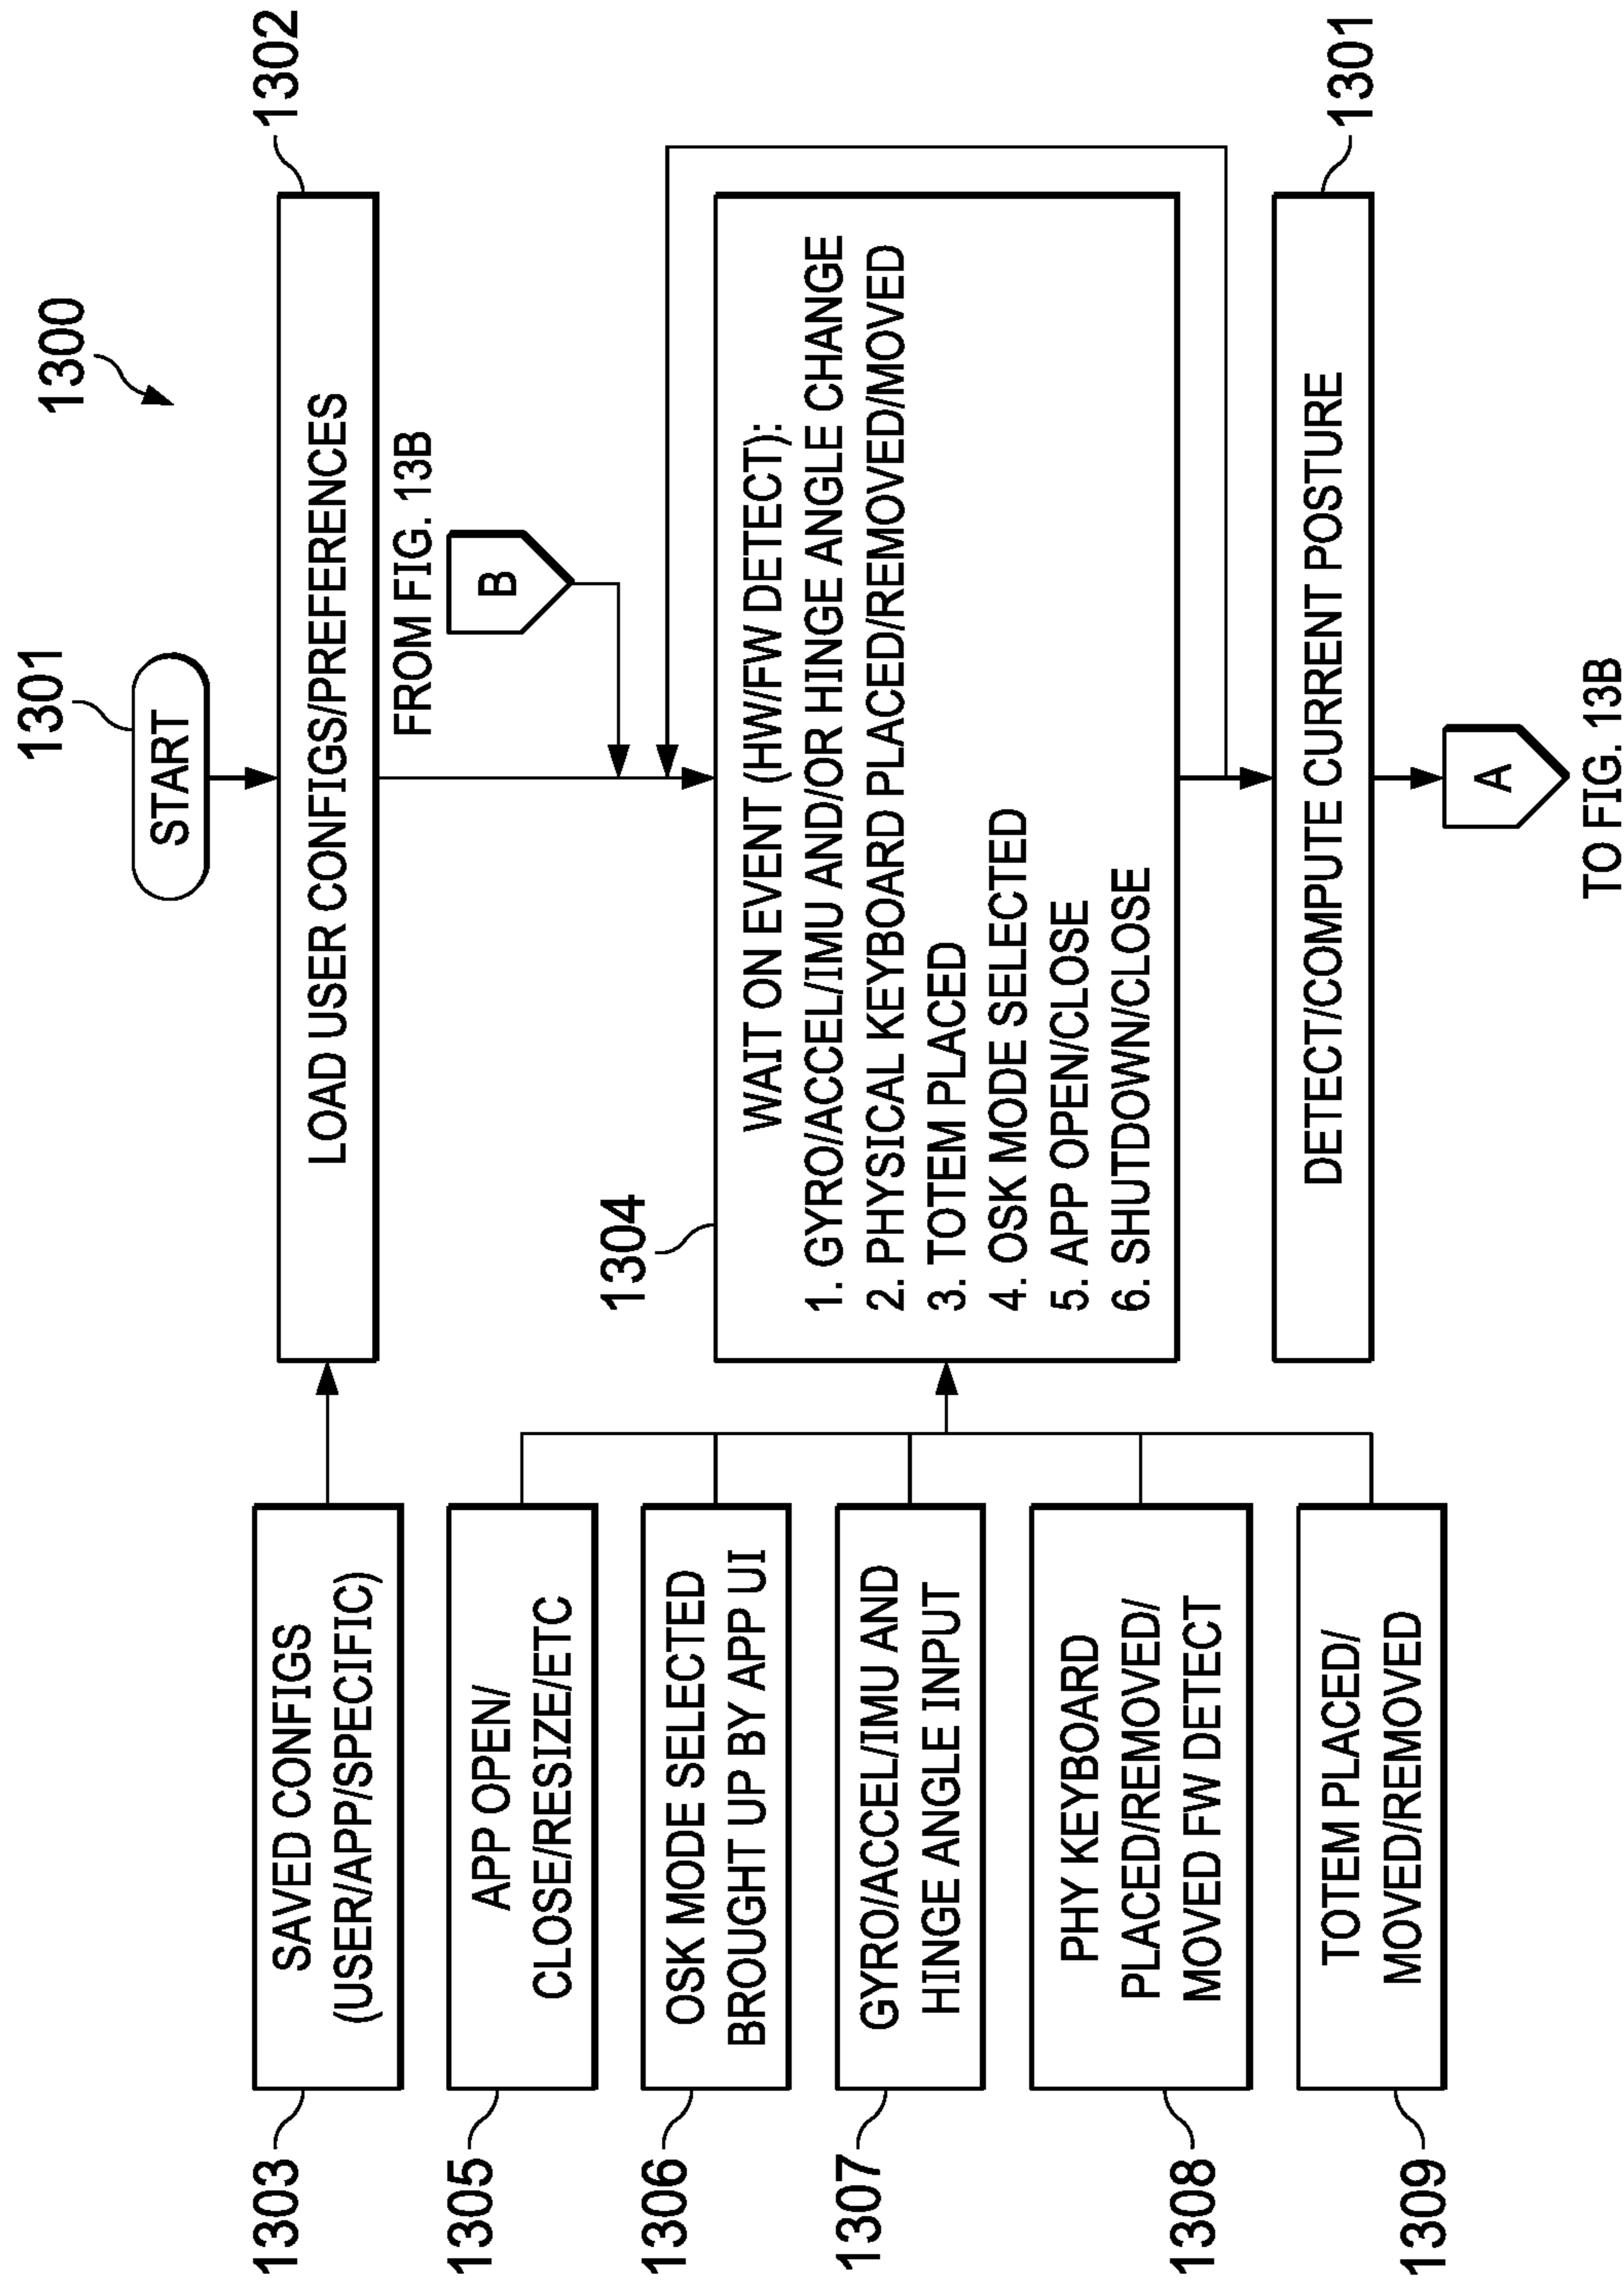 1300
1301
START
1302
LOAD USER CONFIGS/PREFERENCES
1303
SAVED CONFIGS
(USER/APP/SPECIFIC)
FROM FIG. 13B
B
1304
WAIT ON EVENT (HW/FW DETECT):
1. GYRO/ACCEL/IMU AND/OR HINGE ANGLE CHANGE
2. PHYSICAL KEYBOARD PLACED/REMOVED/MOVED
3. TOTEM PLACED
4. OSK MODE SELECTED
5. APP OPEN/CLOSE
6. SHUTDOWN/CLOSE
1305
APP OPEN/
CLOSE/RESIZE/ETC
1306
OSK MODE SELECTED
BROUGHT UP BY APP UI
1307
GYRO/ACCEL/IMU AND
HINGE ANGLE INPUT
1308
PHY KEYBOARD
PLACED/REMOVED/
MOVED FW DETECT
1309
TOTEM PLACED/
MOVED/REMOVED
1301
DETECT/COMPUTE CURRENT POSTURE
A
TO FIG. 13B